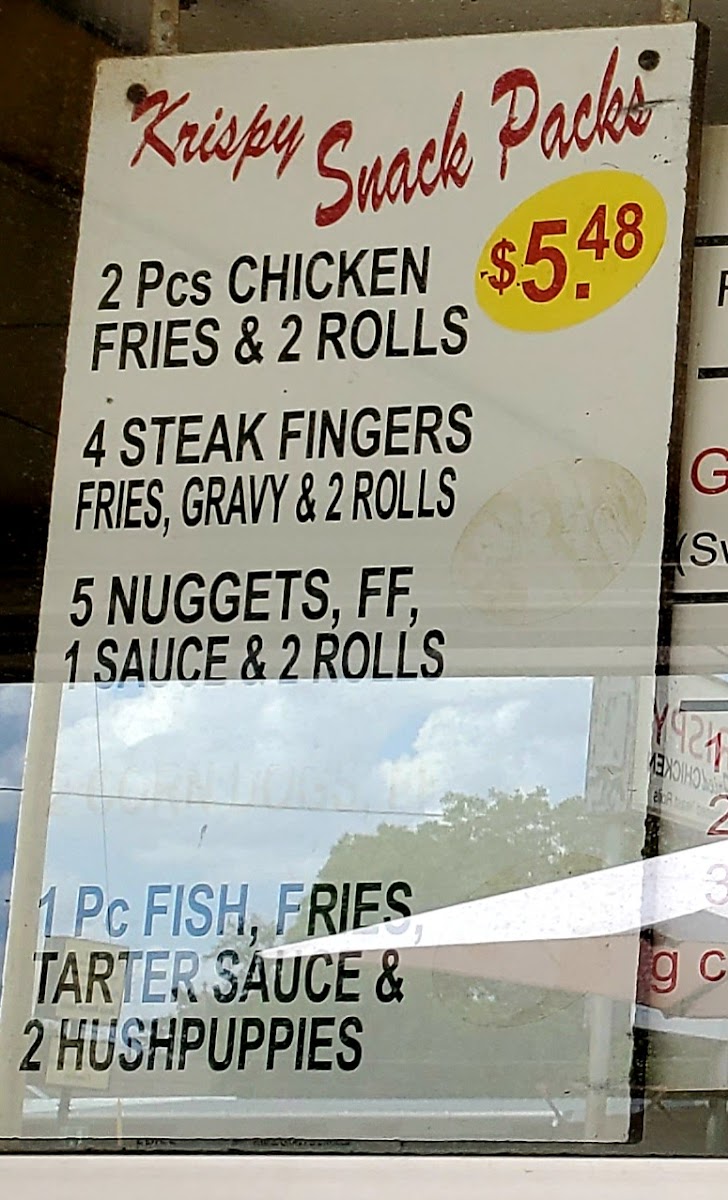 Krispy Snack Packs
$5.48
2 Pcs CHICKEN
FRIES & 2 ROLLS
4 STEAK FINGERS
FRIES, GRAVY & 2 ROLLS
5 NUGGETS, FF,
1 SAUCE & 2 ROLLS
1 Pc FISH, FRIES,
TARTER SAUCE &
2 HUSHPUPPIES